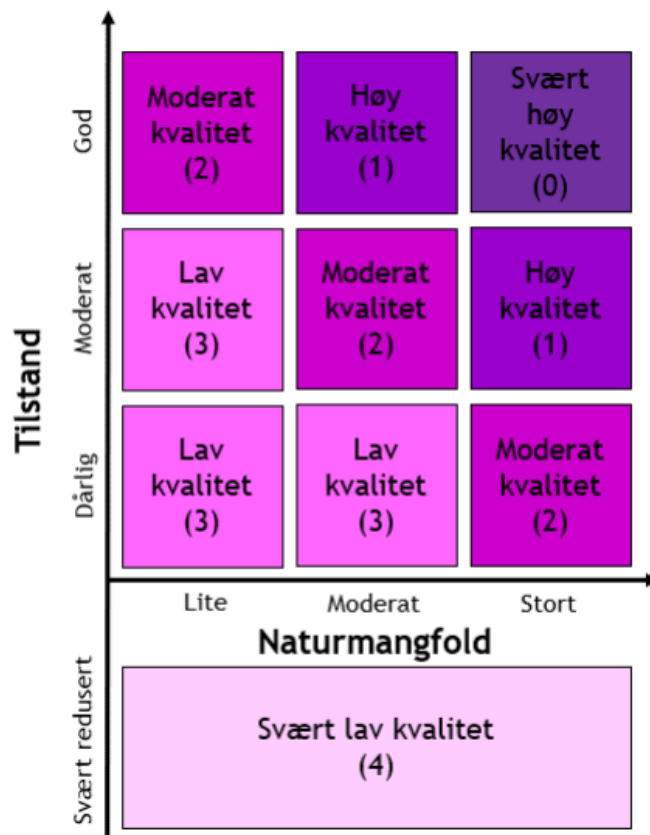 Tilstand
God
Moderat
kvalitet
(2)
Høy
kvalitet
(1)
Svært
høy
kvalitet
(0)
Moderat
Lav
kvalitet
(3)
Moderat
kvalitet
(2)
Høy
kvalitet
(1)
Dårlig
Lav
kvalitet
(3)
Lav
kvalitet
(3)
Moderat
kvalitet
(2)
Lite
Moderat
Stort
Naturmangfold
Svært redusert
Svært lav kvalitet
(4)